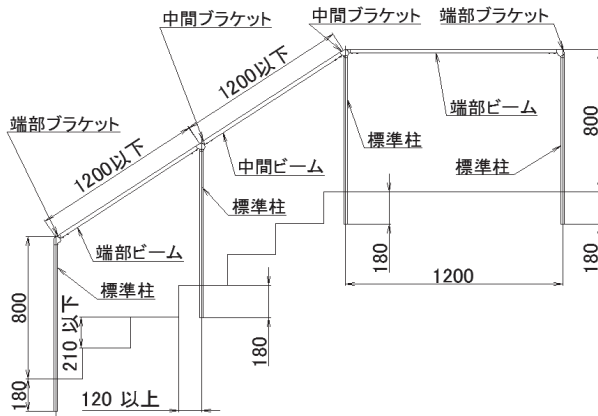 中間ブラケット
中間ブラケット
端部ブラケット
1200以下
端部ビーム
800
端部ブラケット
1200以下
標準柱
中間ビーム
標準柱
標準柱
端部ビーム
標準柱
180
1200
180
800
210 以下
180
180
120 以上